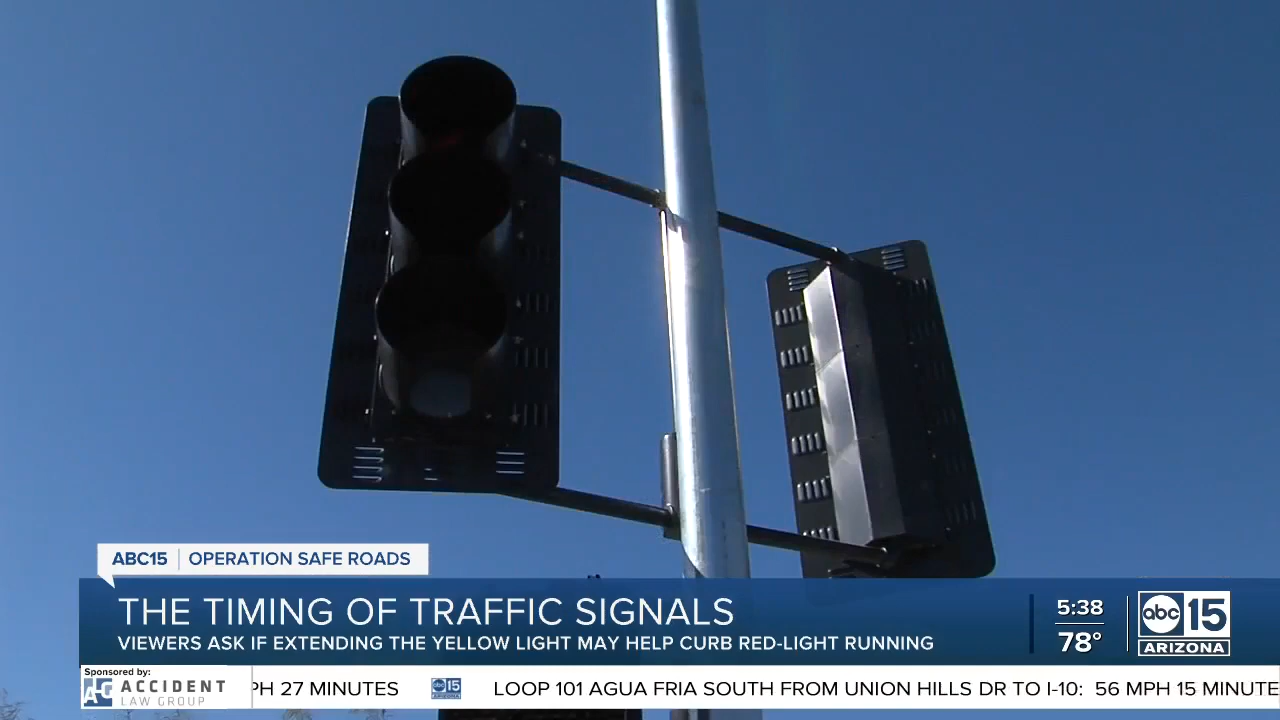 ABC15 OPERATION SAFE ROADS
THE TIMING OF TRAFFIC SIGNALS
VIEWERS ASK IF EXTENDING THE YELLOW LIGHT MAY HELP CURB RED-LIGHT RUNNING
5:38
78°
abc 15
ARIZONA
Sponsored by:
AG ACCIDENT
LAW GROUP
PH 27 MINUTES abc 15 ARIZONA LOOP 101 AGUA FRIA SOUTH FROM UNION HILLS DR TO I-10: 56 MPH 15 MINUTE